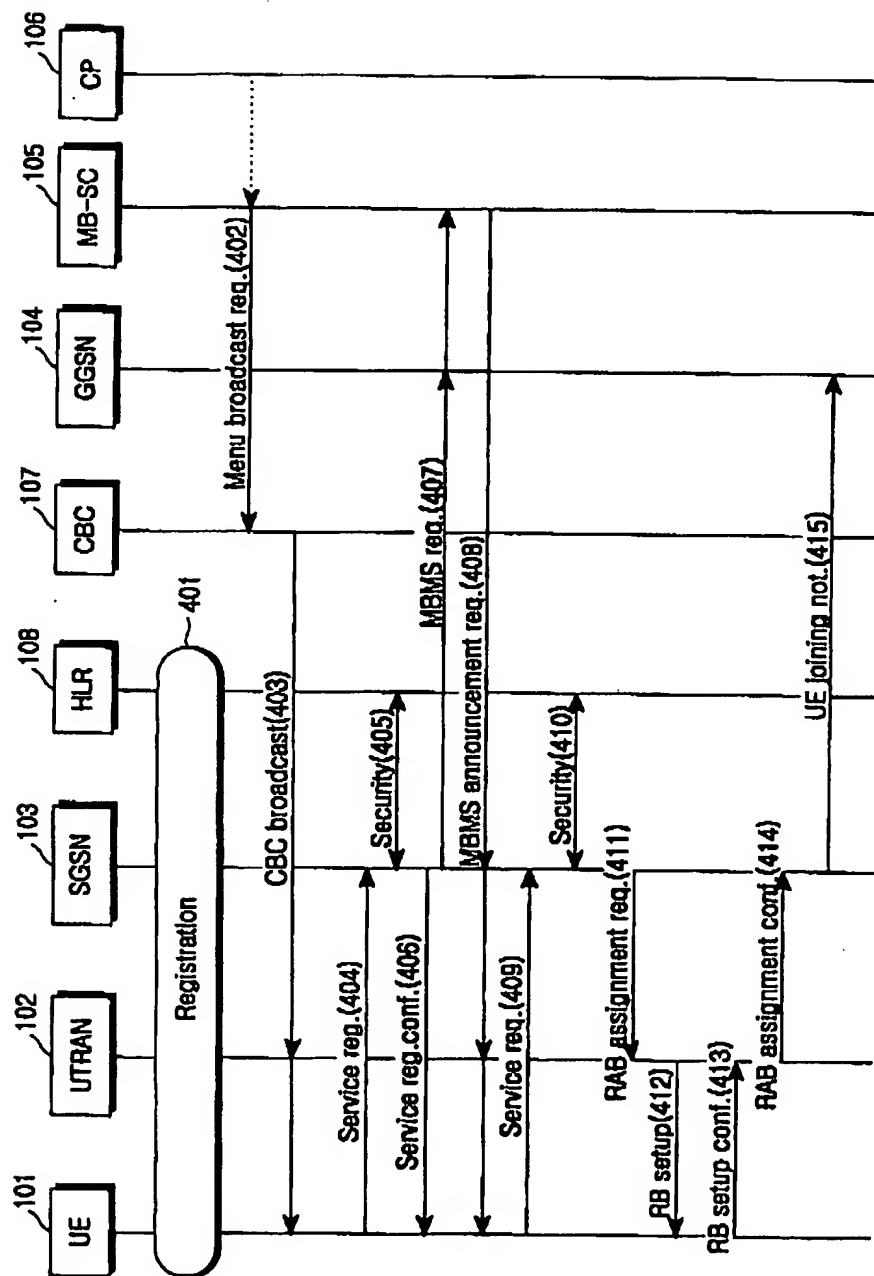 101
UE
102
UTRAN
103
SGSN
108
HLR
107
CBC
104
GGSN
105
MB-SC
106
CP
Registration
401
Menu broadcast req.(402)
CBC broadcast(403)
Service reg.(404)
Security(405)
Service reg.conf.(406)
MBMS req.(407)
MBMS announcement req.(408)
Service req.(409)
Security(410)
RAB assignment req.(411)
RB setup(412)
RB setup conf.(413)
RAB assignment conf.(414)
UE joining not.(415)